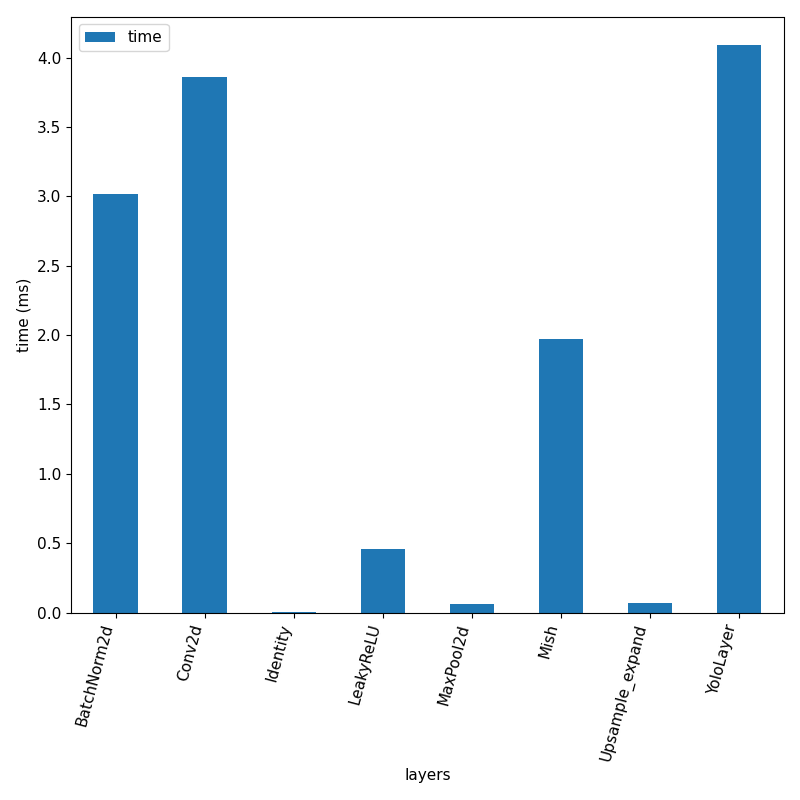 time
4.0
3.5
3.0
2.5
2.0
1.5
1.0
0.5
0.0
time (ms)
BatchNorm2d
Conv2d
Identity
LeakyReLU
MaxPool2d
Mish
Upsample_expand
YoloLayer
layers